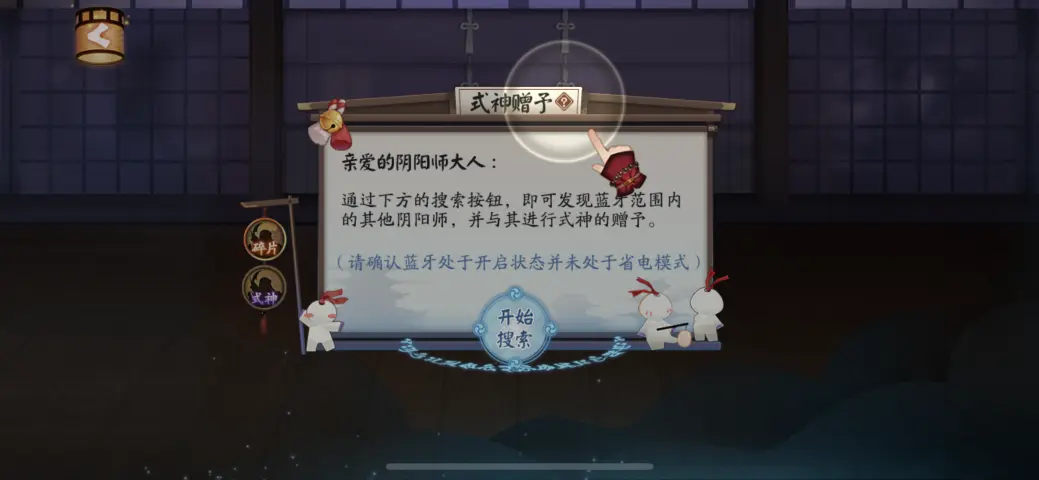 式神赠予
亲爱的阴阳师大人：
通过下方的搜索按钮，即可发现蓝牙范围内
的其他阴阳师，并与其进行式神的赠予。
（请确认蓝牙处于开启状态并未处于省电模式）
碎片
式神
开始
搜索